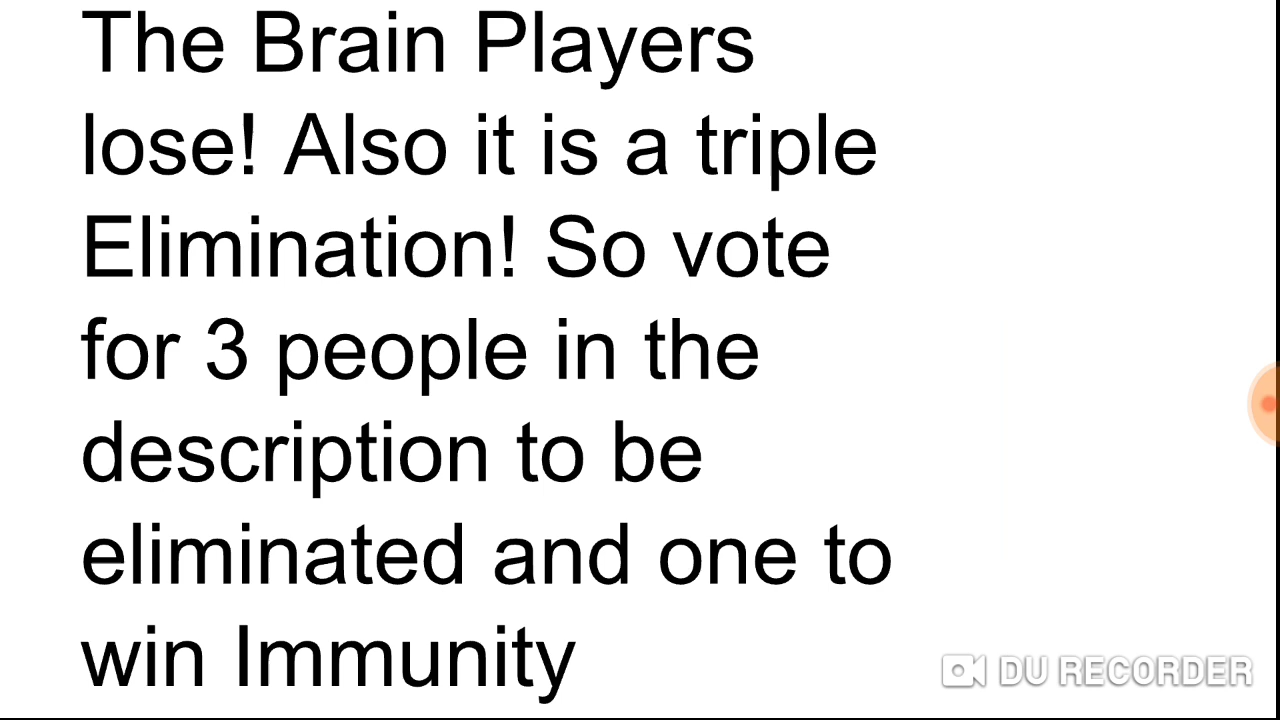 The Brain Players
lose! Also it is a triple
Elimination! So vote
for 3 people in the
description to be
eliminated and one to
win Immunity
DU RECORDER